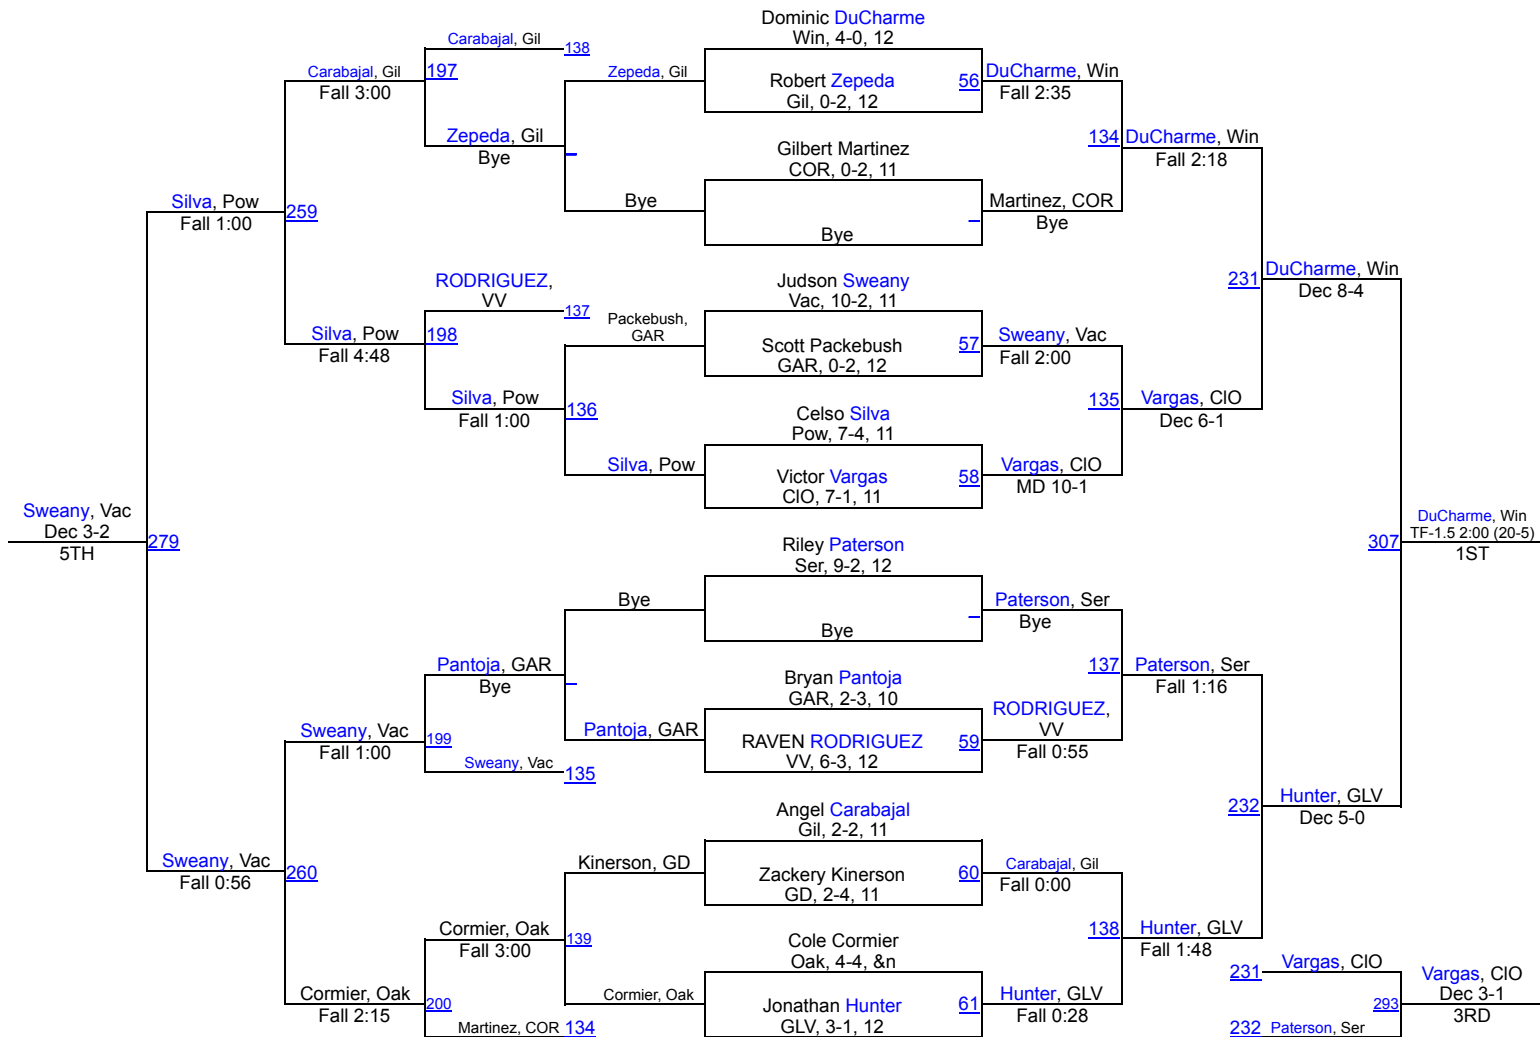 Dominic DuCharme
Win, 4-0, 12
Robert Zepeda
Gil, 0-2, 12
56
Gilbert Martinez
COR, 0-2, 11
Bye
Judson Sweany
Vac, 10-2, 11
Scott Packebush
GAR, 0-2, 12
57
Celso Silva
Pow, 7-4, 11
Victor Vargas
ClO, 7-1, 11
58
Riley Paterson
Ser, 9-2, 12
Bye
Bryan Pantoja
GAR, 2-3, 10
RAVEN RODRIGUEZ
VV, 6-3, 12
59
Angel Carabajal
Gil, 2-2, 11
Zackery Kinerson
GD, 2-4, 11
60
Cole Cormier
Oak, 4-4, &n
Jonathan Hunter
GLV, 3-1, 12
61
DuCharme, Win
Fall 2:35
Martinez, COR
Bye
Sweany, Vac
Fall 2:00
Vargas, ClO
MD 10-1
Paterson, Ser
Bye
RODRIGUEZ,
VV
Fall 0:55
Carabajal, Gil
Fall 0:00
Hunter, GLV
Fall 0:28
134
DuCharme, Win
Fall 2:18
135
Vargas, ClO
Dec 6-1
137
Paterson, Ser
Fall 1:16
138
Hunter, GLV
Fall 1:48
231
DuCharme, Win
Dec 8-4
232
Hunter, GLV
Dec 5-0
307
DuCharme, Win
TF-1.5 2:00 (20-5)
1ST
231
Vargas, ClO
232
Paterson, Ser
293
Vargas, ClO
Dec 3-1
3RD
Zepeda, Gil
Bye
Packebush,
GAR
Silva, Pow
Bye
Pantoja, GAR
Kinerson, GD
Cormier, Oak
Carabajal, Gil
138
Zepeda, Gil
Bye
RODRIGUEZ,
VV
137
Silva, Pow
Fall 1:00
136
Pantoja, GAR
Bye
Sweany, Vac
135
Cormier, Oak
Fall 3:00
139
Martinez, COR
134
Carabajal, Gil
Fall 3:00
197
Silva, Pow
Fall 4:48
198
Sweany, Vac
Fall 1:00
199
Cormier, Oak
Fall 2:15
200
Silva, Pow
Fall 1:00
259
Sweany, Vac
Fall 0:56
260
Sweany, Vac
Dec 3-2
5TH
279